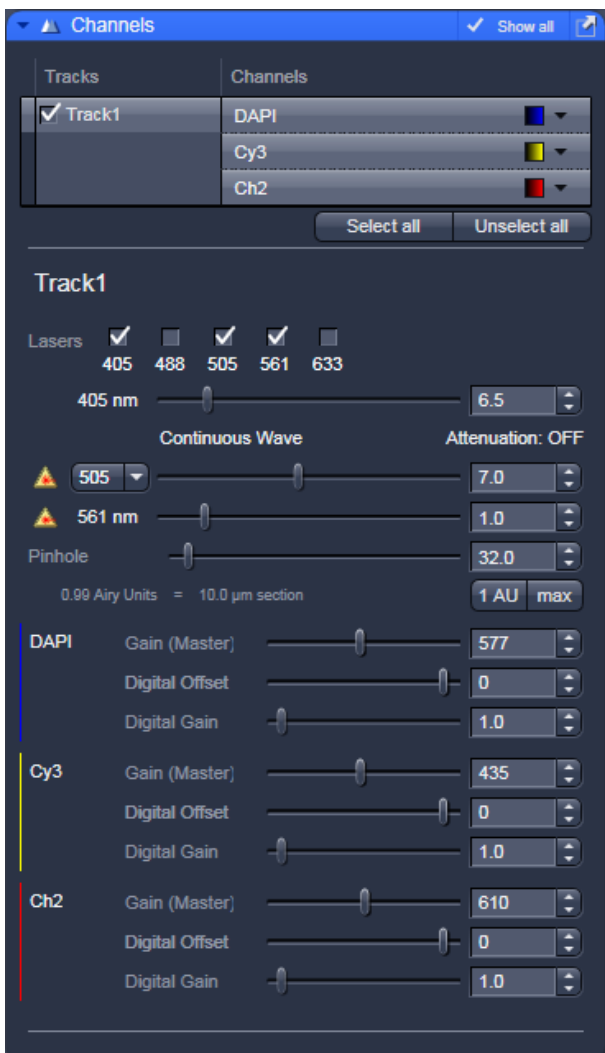 Channels Show all
Tracks Channels
Track1 DAPI
Cy3
Ch2
Select all Unselect all
Track1
Lasers
405 488 505 561 633
405 nm 6.5
Continuous Wave Attenuation: OFF
505 7.0
561 nm 1.0
Pinhole 32.0
0.99 Airy Units = 10.0 µm section 1 AU max
DAPI Gain (Master) 577
Digital Offset 0
Digital Gain 1.0
Cy3 Gain (Master) 435
Digital Offset 0
Digital Gain 1.0
Ch2 Gain (Master) 610
Digital Offset 0
Digital Gain 1.0